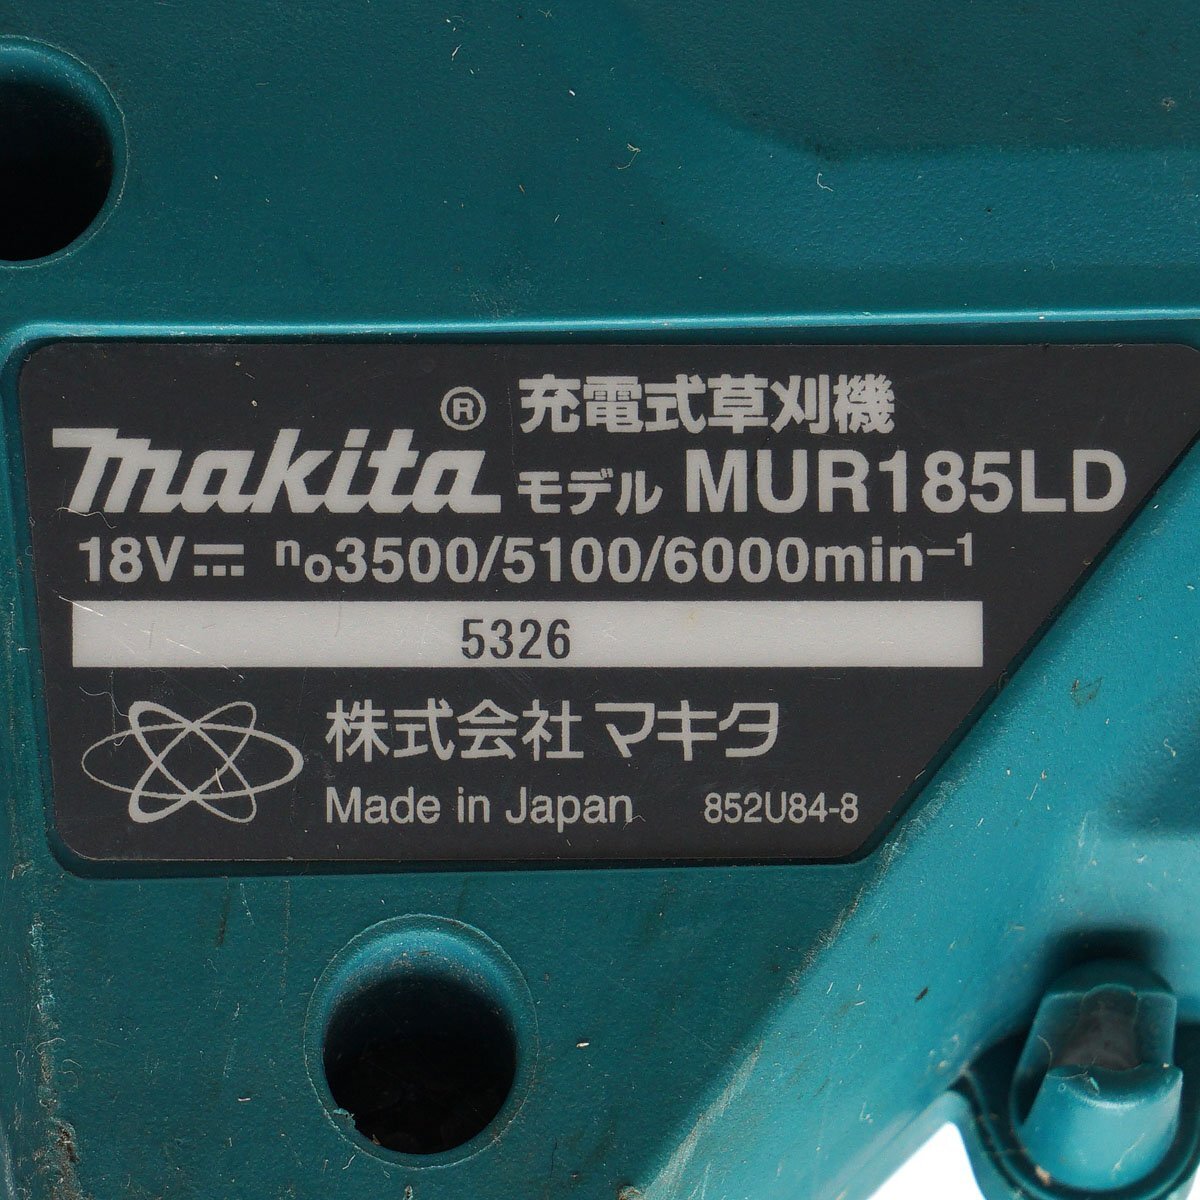 ® 充電式草刈機
makita モデル MUR185LD
18V⎓ no3500/5100/6000min⁻¹
5326
株式会社マキタ
Made in Japan 852U84-8